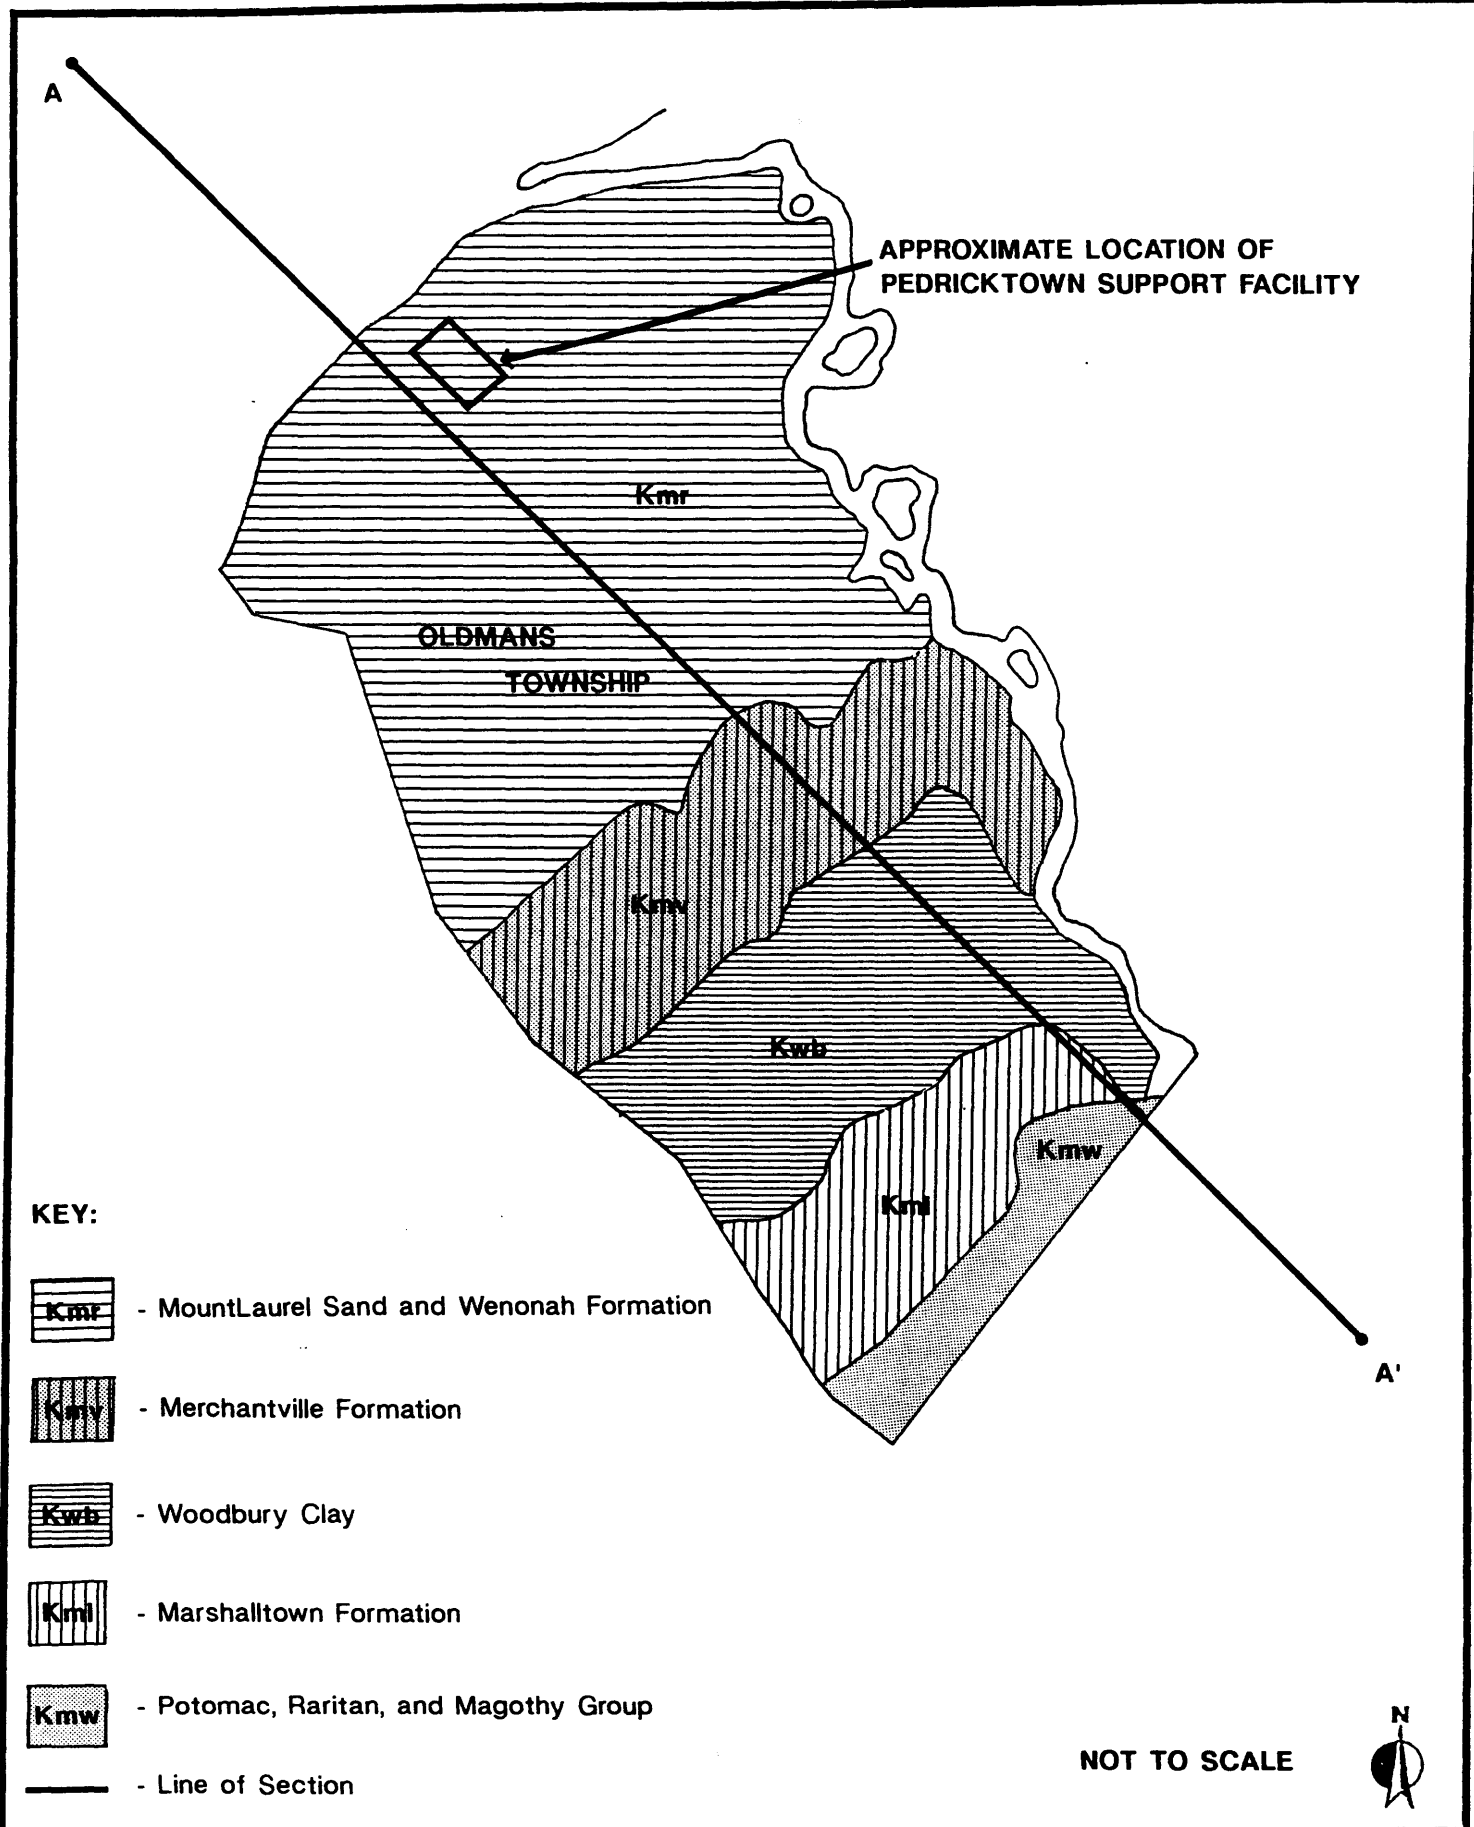 A
APPROXIMATE LOCATION OF
PEDRICKTOWN SUPPORT FACILITY
Kmr
OLDMANS
TOWNSHIP
Kmv
Kwb
Kmw
Kml
A'
KEY:
Kmr - MountLaurel Sand and Wenonah Formation
Kmv - Merchantville Formation
Kwb - Woodbury Clay
Kml - Marshalltown Formation
Kmw - Potomac, Raritan, and Magothy Group
- Line of Section
NOT TO SCALE
N